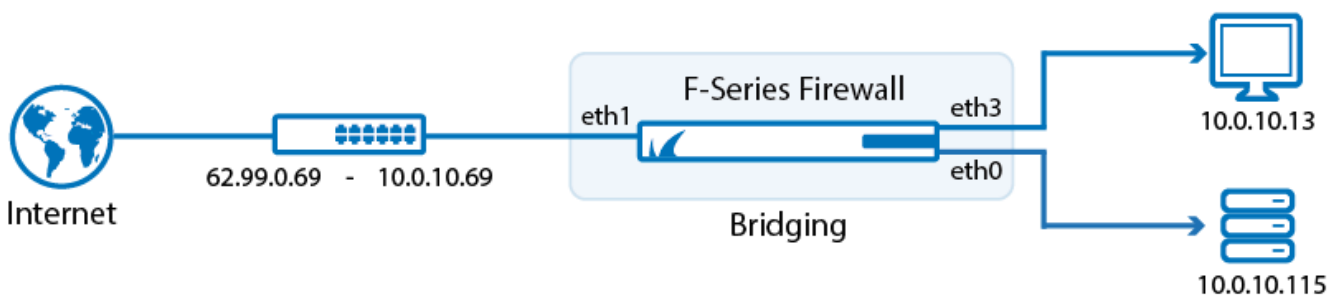 F-Series Firewall
eth1
eth3
10.0.10.13
62.99.0.69 - 10.0.10.69
eth0
Internet
Bridging
10.0.10.115